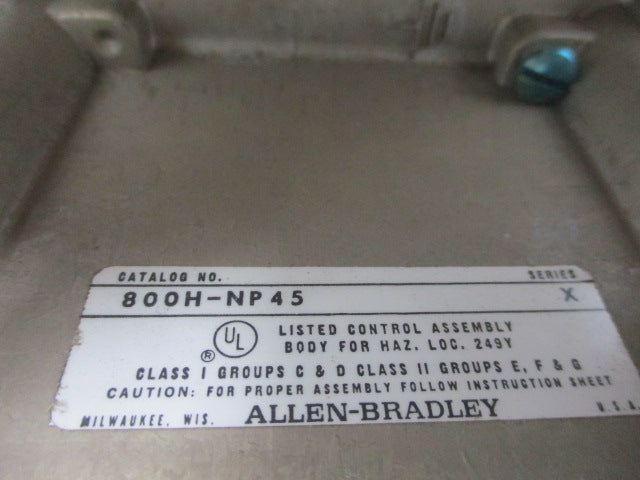 CATALOG NO. SERIES
800H-NP45 X
UL ® LISTED CONTROL ASSEMBLY
BODY FOR HAZ. LOC. 249Y
CLASS I GROUPS C & D CLASS II GROUPS E, F & G
CAUTION: FOR PROPER ASSEMBLY FOLLOW INSTRUCTION SHEET
MILWAUKEE, WIS. ALLEN-BRADLEY U.S.A.